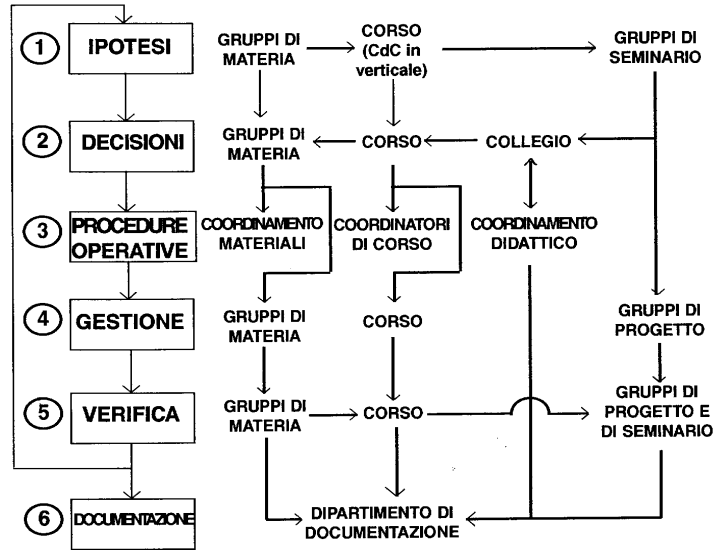 1
IPOTESI
GRUPPI DI
MATERIA
CORSO
(CdC in
verticale)
GRUPPI DI
SEMINARIO
2
DECISIONI
GRUPPI DI
MATERIA
CORSO
COLLEGIO
3
PROCEDURE
OPERATIVE
COORDINAMENTO
MATERIALI
COORDINATORI
DI CORSO
COORDINAMENTO
DIDATTICO
4
GESTIONE
GRUPPI DI
MATERIA
CORSO
GRUPPI DI
PROGETTO
5
VERIFICA
GRUPPI DI
MATERIA
CORSO
GRUPPI DI
PROGETTO E
DI SEMINARIO
6
DOCUMENTAZIONE
DIPARTIMENTO DI
DOCUMENTAZIONE